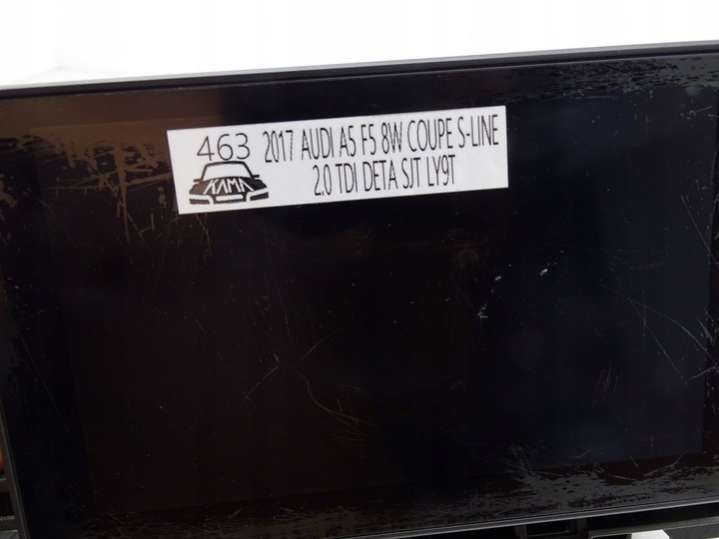 463 2017 AUDI A5 F5 8W COUPE S-LINE
KAMA 2.0 TDI DETA SJT LY9T